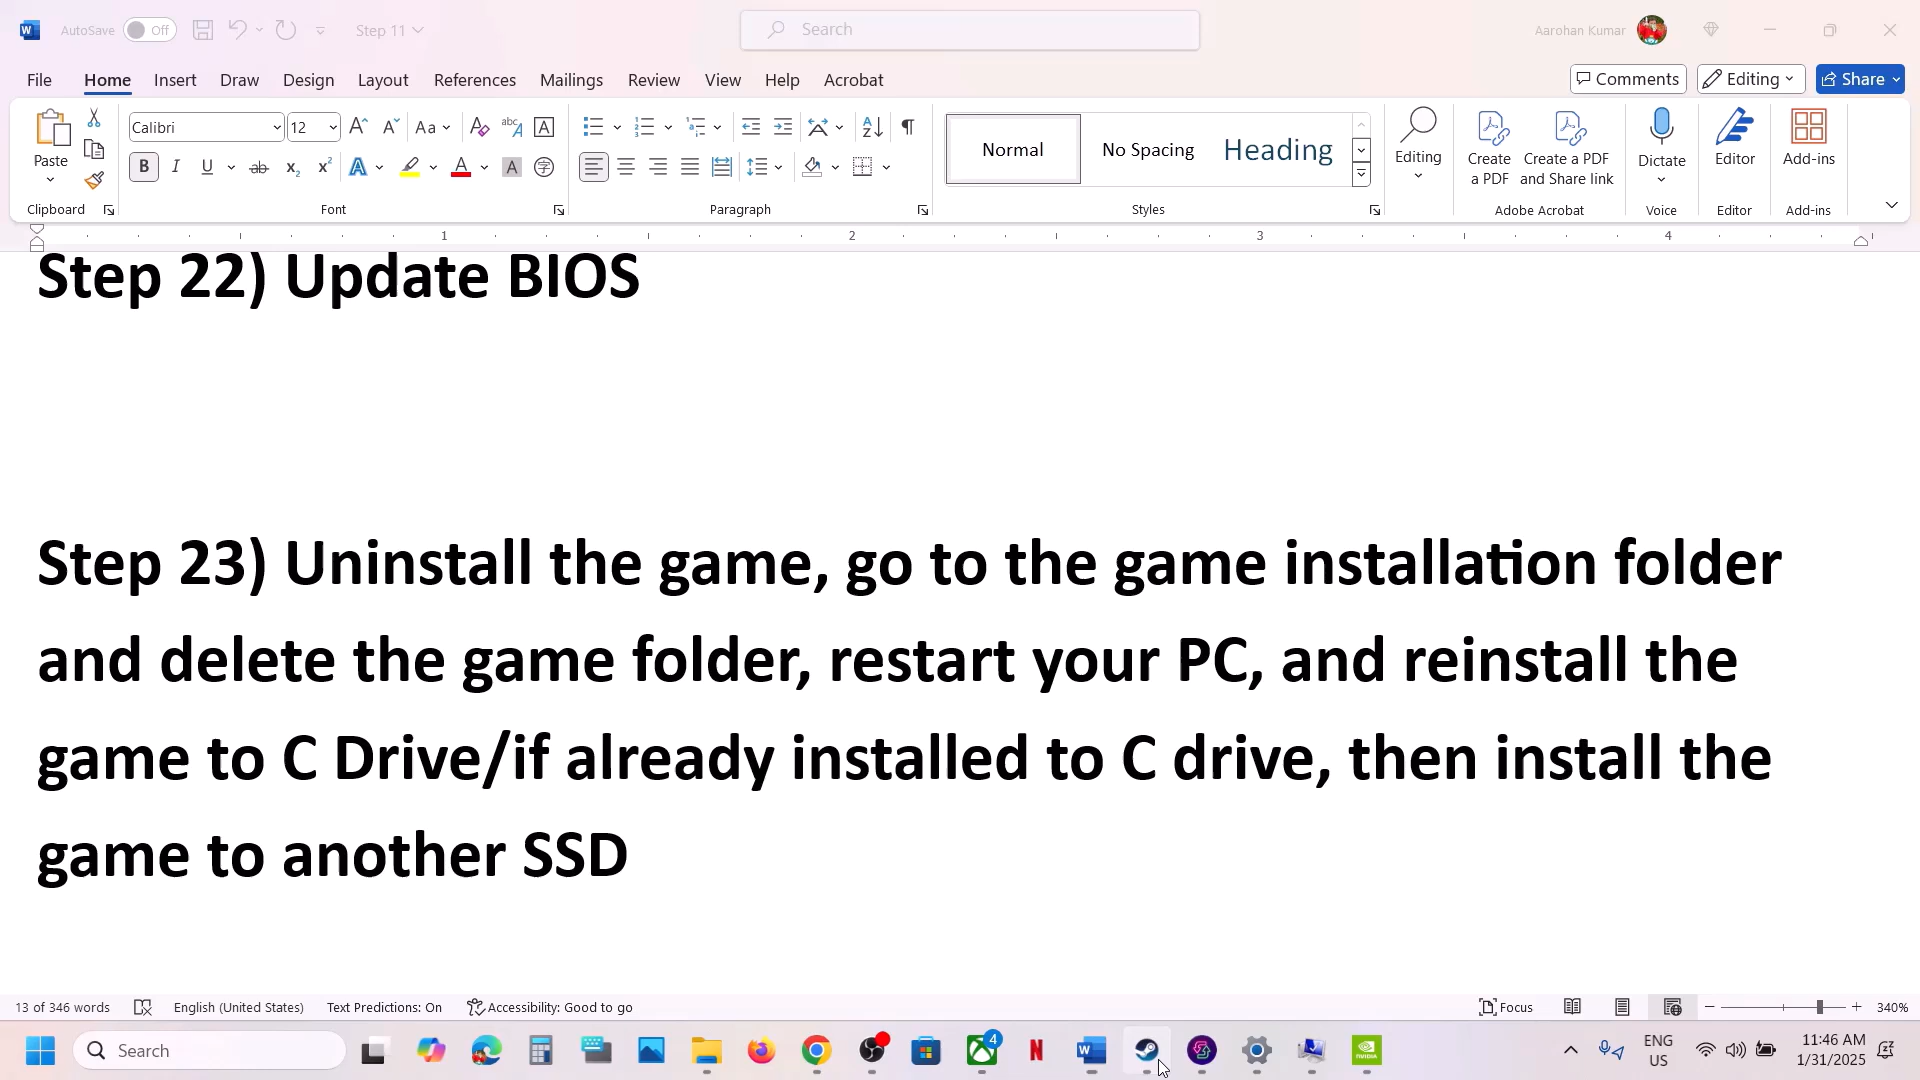 AutoSave Off Step 11 Search Aarohan Kumar
File Home Insert Draw Design Layout References Mailings Review View Help Acrobat Comments Editing Share
Calibri 12
Paste Normal No Spacing Heading Editing Create a PDF Create a PDF and Share link Dictate Editor Add-ins
Clipboard Font Paragraph Styles Adobe Acrobat Voice Editor Add-ins
1 2 3 4
Step 22) Update BIOS
Step 23) Uninstall the game, go to the game installation folder
and delete the game folder, restart your PC, and reinstall the
game to C Drive/if already installed to C drive, then install the
game to another SSD
13 of 346 words English (United States) Text Predictions: On Accessibility: Good to go Focus 340%
Search 4 ENG US 11:46 AM 1/31/2025